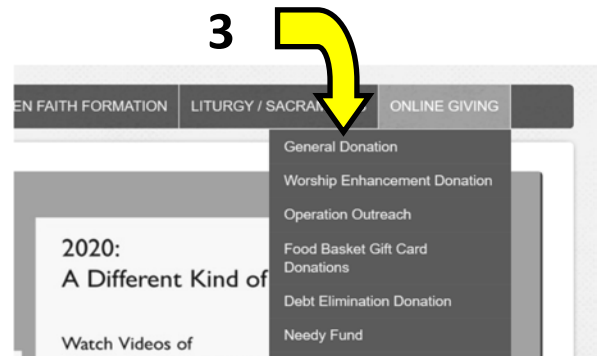 3
EN FAITH FORMATION
LITURGY / SACRAM
ONLINE GIVING
General Donation
Worship Enhancement Donation
Operation Outreach
Food Basket Gift Card
Donations
Debt Elimination Donation
Needy Fund
2020:
A Different Kind of
Watch Videos of